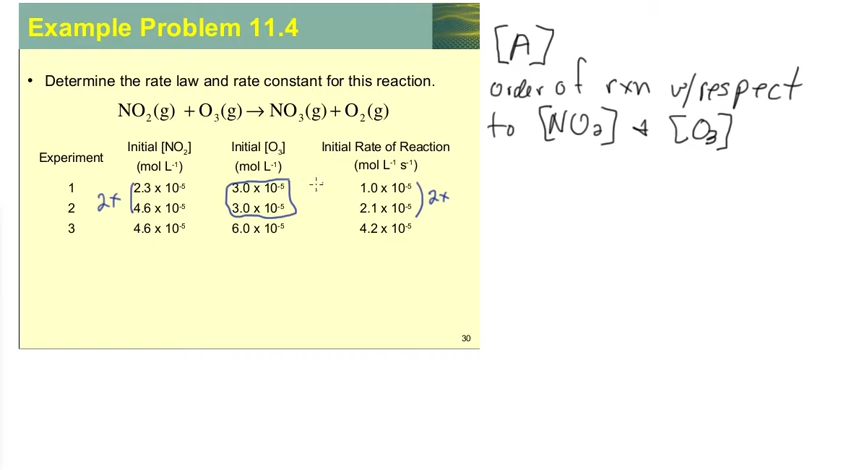 Example Problem 11.4
• Determine the rate law and rate constant for this reaction.
NO₂(g) + O₃(g) → NO₃(g) + O₂(g)
Experiment Initial [NO₂] (mol L⁻¹) Initial [O₃] (mol L⁻¹) Initial Rate of Reaction (mol L⁻¹ s⁻¹)
1 2.3 x 10⁻⁵ 3.0 x 10⁻⁵ 1.0 x 10⁻⁵
2x 2x
2 4.6 x 10⁻⁵ 3.0 x 10⁻⁵ 2.1 x 10⁻⁵
3 4.6 x 10⁻⁵ 6.0 x 10⁻⁵ 4.2 x 10⁻⁵
30
[A]
order of rxn w/respect
to [NO₂] + [O₃]